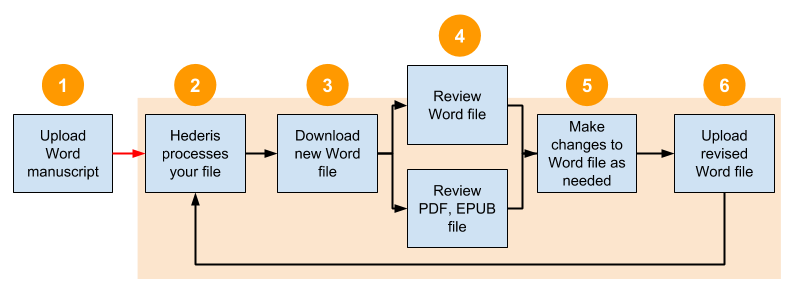 1
Upload
Word
manuscript
2
Hederis
processes
your file
3
Download
new Word
file
4
Review
Word file
Review
PDF, EPUB
file
5
Make
changes to
Word file as
needed
6
Upload
revised
Word file